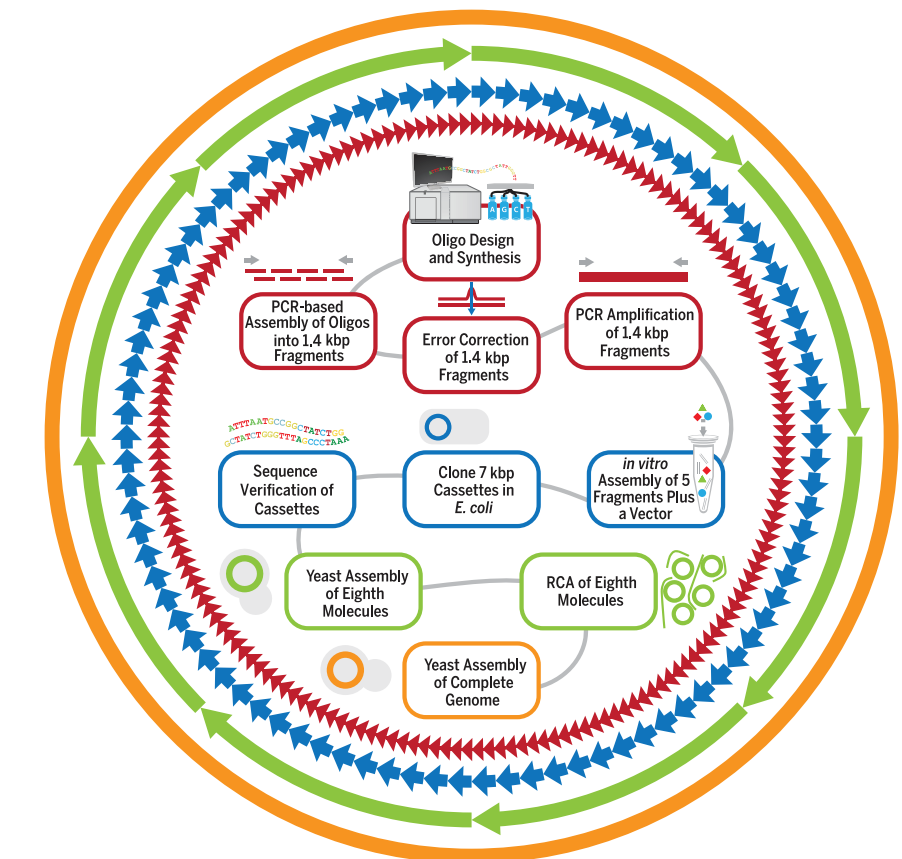 A G C T
Oligo Design
and Synthesis
PCR-based
Assembly of Oligos
into 1.4 kbp
Fragments
Error Correction
of 1.4 kbp
Fragments
PCR Amplification
of 1.4 kbp
Fragments
ATTTAATGCCGGCTATCTGG
GCTATCTGGGTTTAGCCCTAAA
Sequence
Verification of
Cassettes
Clone 7 kbp
Cassettes in
E. coli
in vitro
Assembly of 5
Fragments Plus
a Vector
Yeast Assembly
of Eighth
Molecules
RCA of Eighth
Molecules
Yeast Assembly
of Complete
Genome